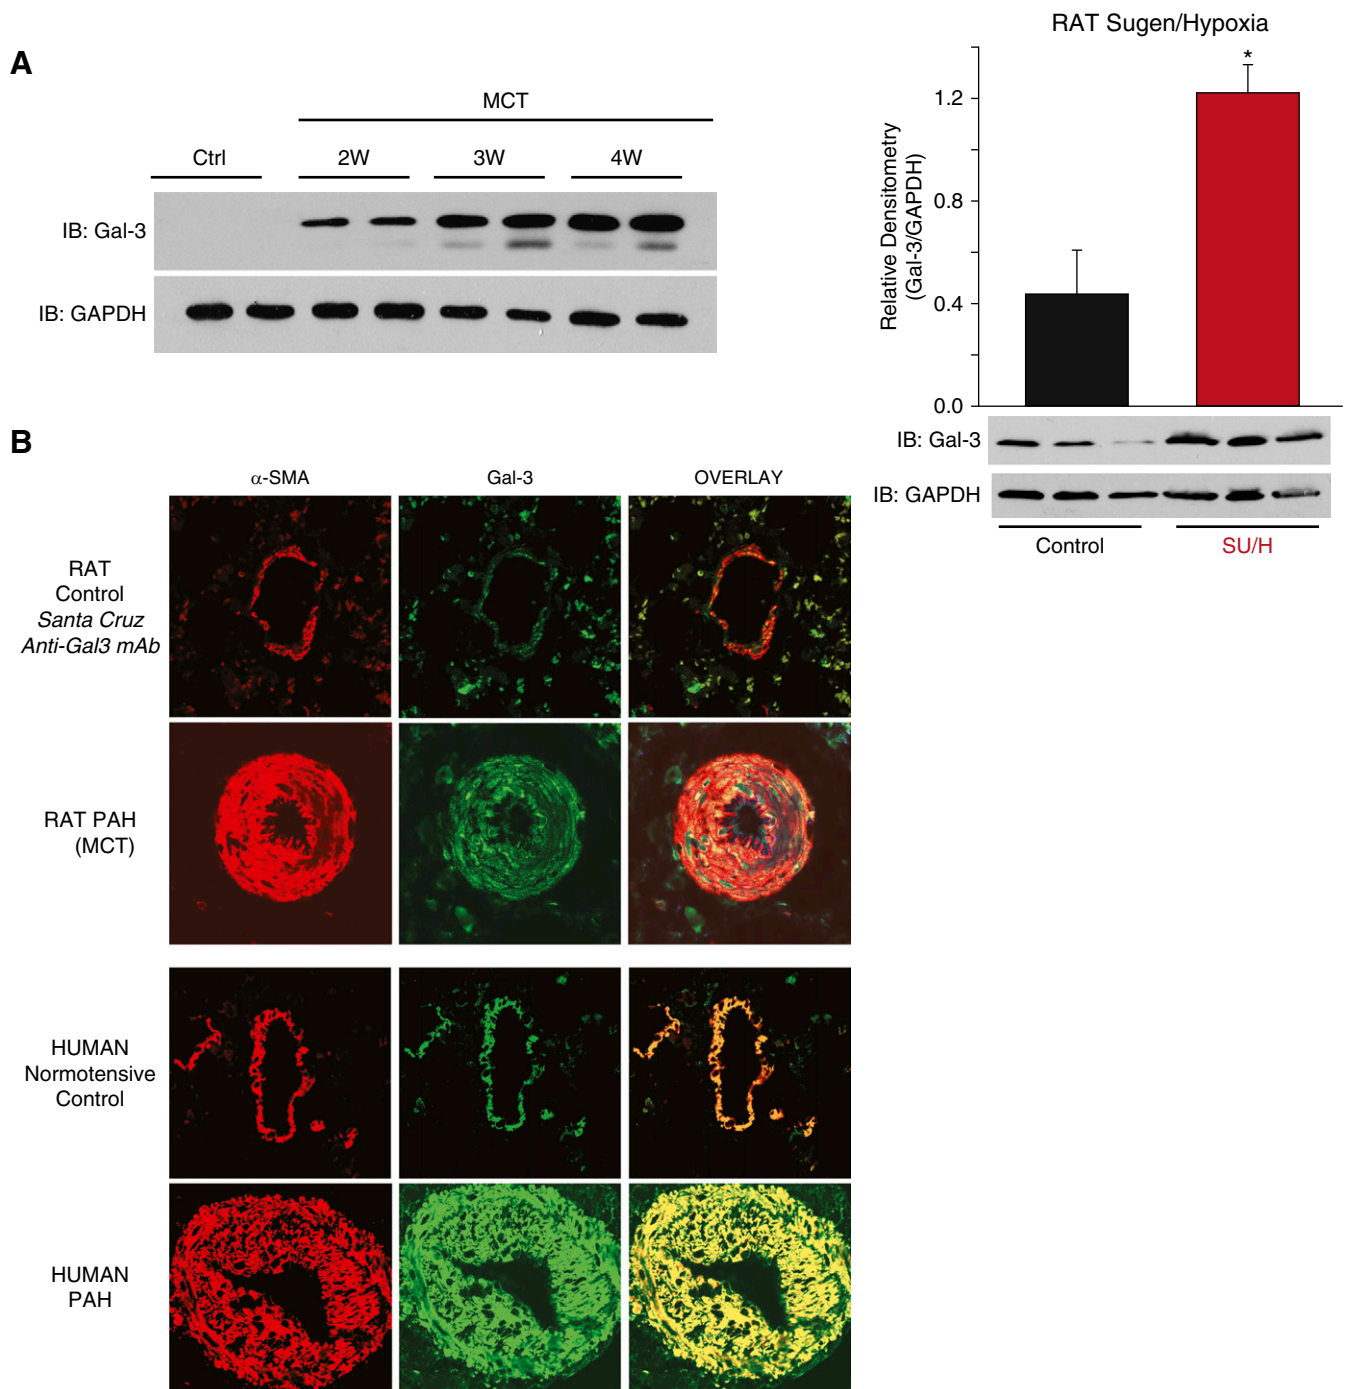 A
MCT
Ctrl 2W 3W 4W
IB: Gal-3
IB: GAPDH
RAT Sugen/Hypoxia
*
Relative Densitometry
(Gal-3/GAPDH)
1.2
0.8
0.4
0.0
IB: Gal-3
IB: GAPDH
Control SU/H
B
α-SMA Gal-3 OVERLAY
RAT
Control
Santa Cruz
Anti-Gal3 mAb
RAT PAH
(MCT)
HUMAN
Normotensive
Control
HUMAN
PAH